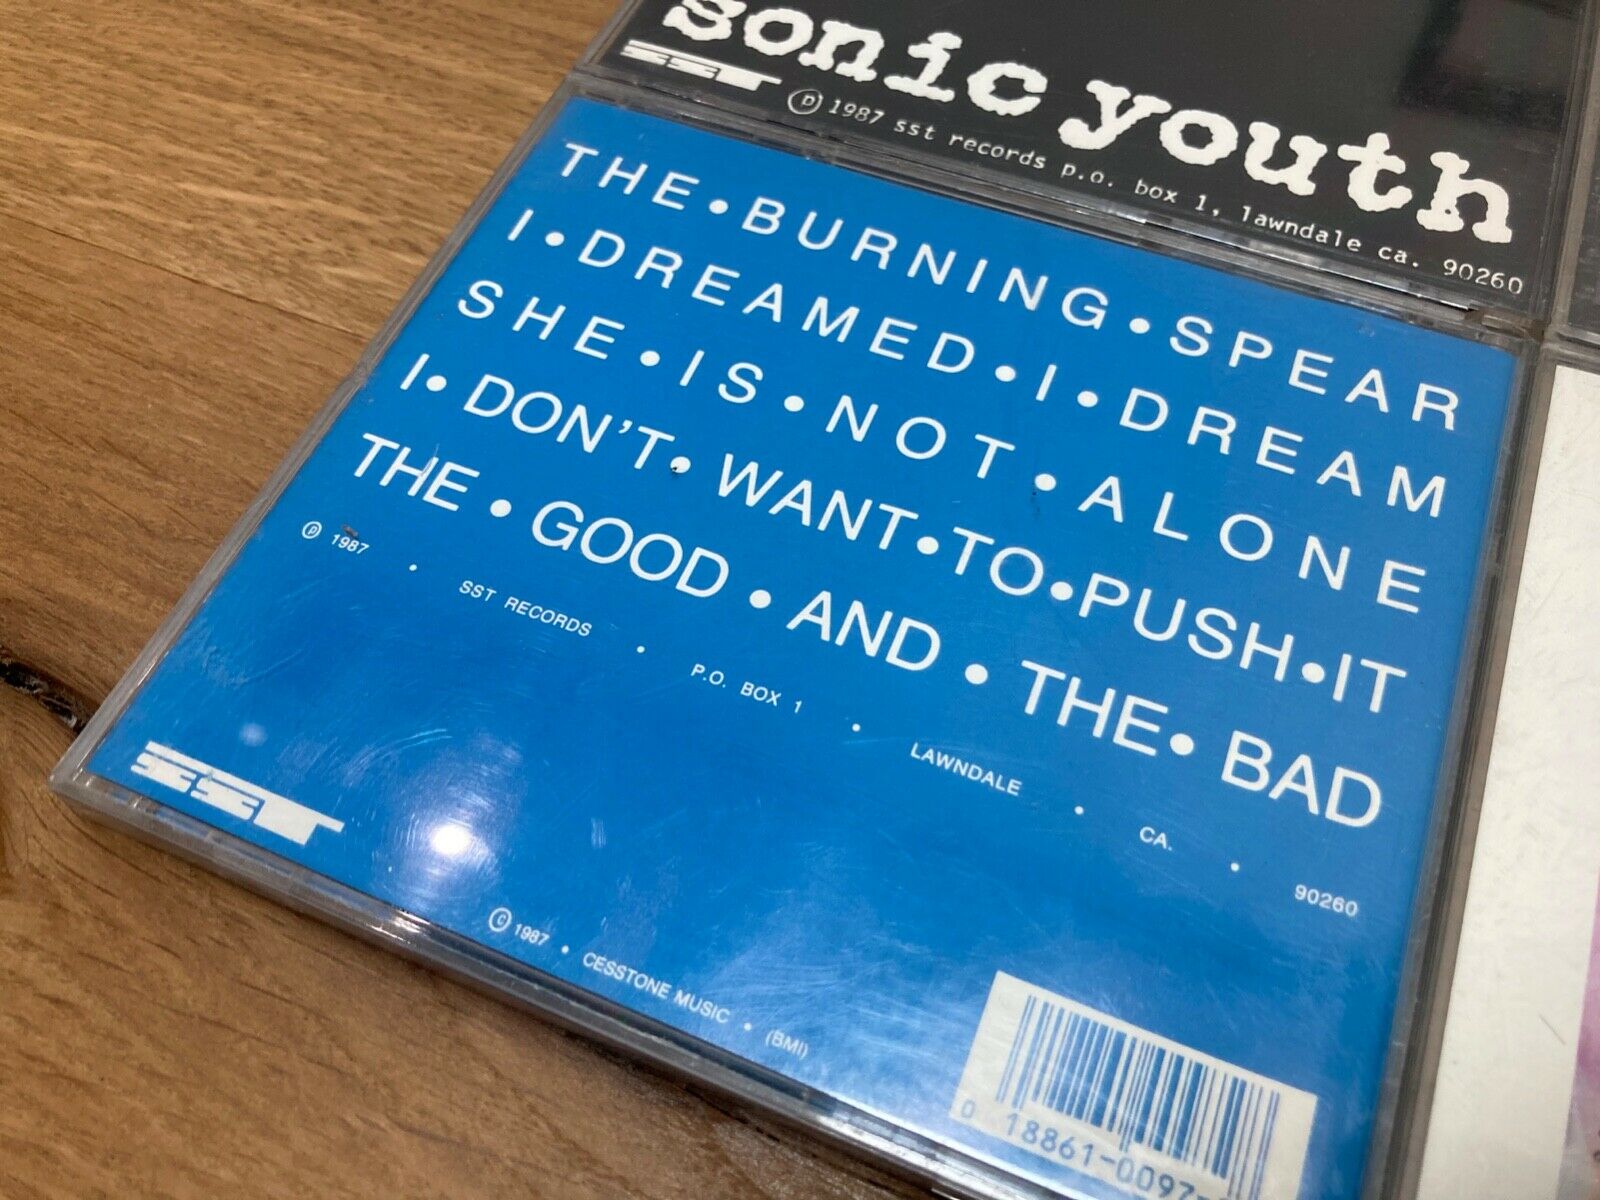 sonic youth
SST
Ⓟ 1987 sst records p.o. box 1, lawndale ca. 90260
THE•BURNING•SPEAR
I•DREAMED•I•DREAM
SHE•IS•NOT•ALONE
I•DON'T•WANT•TO•PUSH•IT
THE•GOOD•AND•THE•BAD
Ⓟ 1987 • SST RECORDS • P.O. BOX 1 • LAWNDALE • CA. • 90260
SST
© 1987 • CESSTONE MUSIC • (BMI)
0 18861-0097-